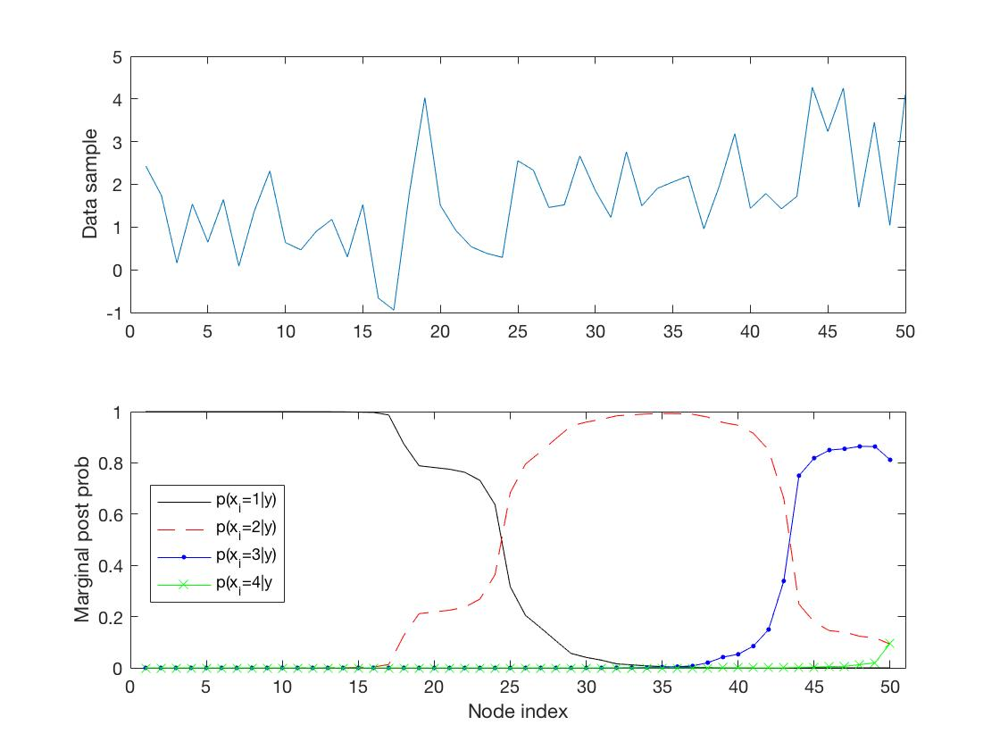 5
4
3
2
1
0
-1
Data sample
0 5 10 15 20 25 30 35 40 45 50
1
0.8
0.6
0.4
0.2
0
Marginal post prob
p(xi=1|y)
p(xi=2|y)
p(xi=3|y)
p(xi=4|y
0 5 10 15 20 25 30 35 40 45 50
Node index